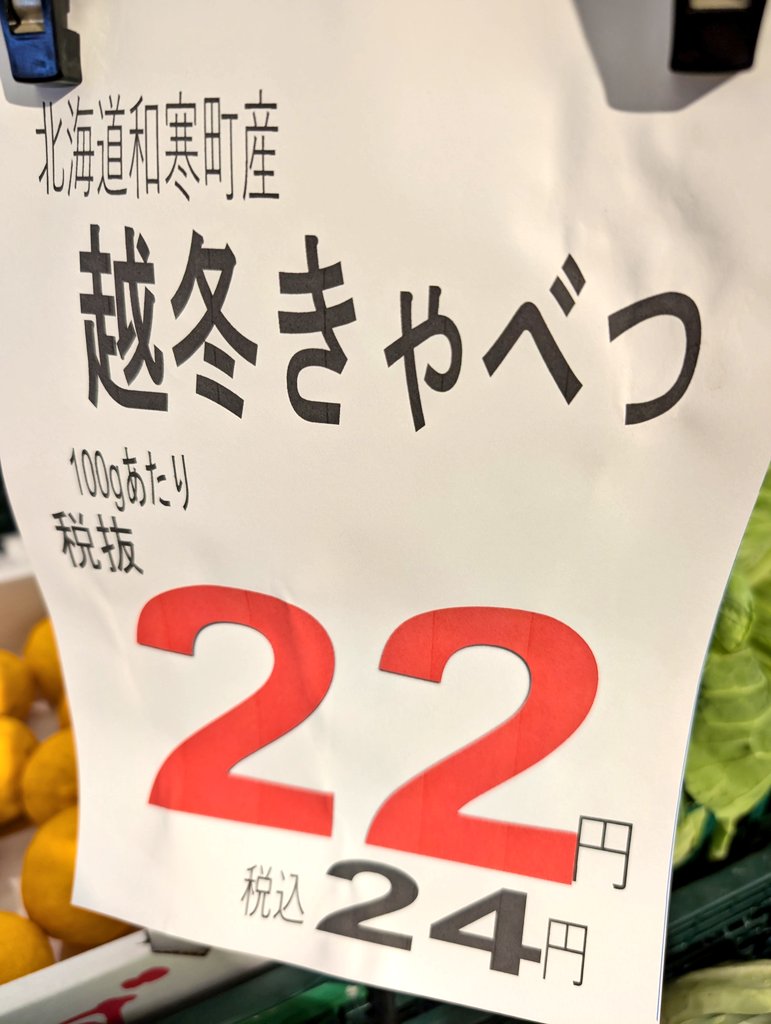 北海道和寒町産
越冬きゃべつ
100gあたり
税抜
22円
税込24円